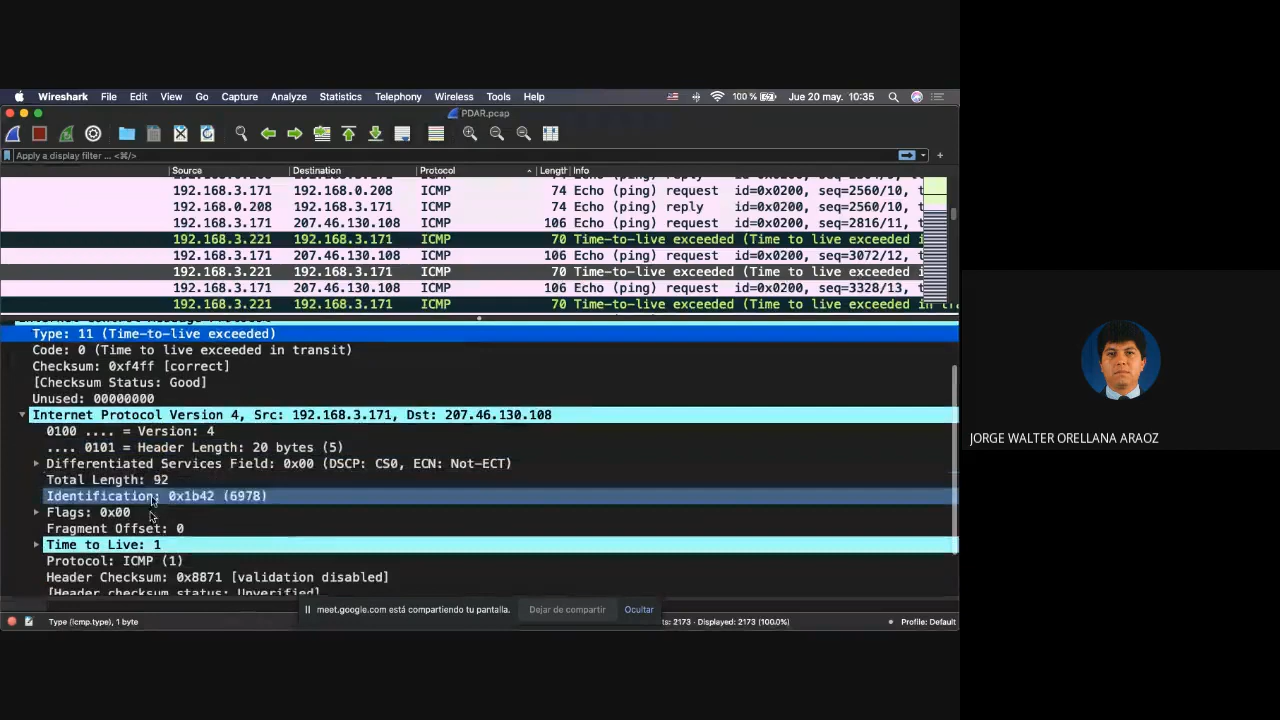 Wireshark File Edit View Go Capture Analyze Statistics Telephony Wireless Tools Help 100 % Jue 20 may. 10:35
PDAR.pcap
Apply a display filter ... <⌘/>
Source Destination Protocol Length Info
192.168.3.171 192.168.0.208 ICMP 74 Echo (ping) request id=0x0200, seq=2560/10, t
192.168.0.208 192.168.3.171 ICMP 74 Echo (ping) reply id=0x0200, seq=2560/10, t
192.168.3.171 207.46.130.108 ICMP 106 Echo (ping) request id=0x0200, seq=2816/11, t
192.168.3.221 192.168.3.171 ICMP 70 Time-to-live exceeded (Time to live exceeded i
192.168.3.171 207.46.130.108 ICMP 106 Echo (ping) request id=0x0200, seq=3072/12, t
192.168.3.221 192.168.3.171 ICMP 70 Time-to-live exceeded (Time to live exceeded i
192.168.3.171 207.46.130.108 ICMP 106 Echo (ping) request id=0x0200, seq=3328/13, t
192.168.3.221 192.168.3.171 ICMP 70 Time-to-live exceeded (Time to live exceeded in
Type: 11 (Time-to-live exceeded)
Code: 0 (Time to live exceeded in transit)
Checksum: 0xf4ff [correct]
[Checksum Status: Good]
Unused: 00000000
Internet Protocol Version 4, Src: 192.168.3.171, Dst: 207.46.130.108
0100 .... = Version: 4
.... 0101 = Header Length: 20 bytes (5)
Differentiated Services Field: 0x00 (DSCP: CS0, ECN: Not-ECT)
Total Length: 92
Identification: 0x1b42 (6978)
Flags: 0x00
Fragment Offset: 0
Time to Live: 1
Protocol: ICMP (1)
Header Checksum: 0x8871 [validation disabled]
[Header checksum status: Unverified]
meet.google.com está compartiendo tu pantalla. Dejar de compartir Ocultar
Type (icmp.type), 1 byte
ts: 2173 · Displayed: 2173 (100.0%) Profile: Default
JORGE WALTER ORELLANA ARAOZ